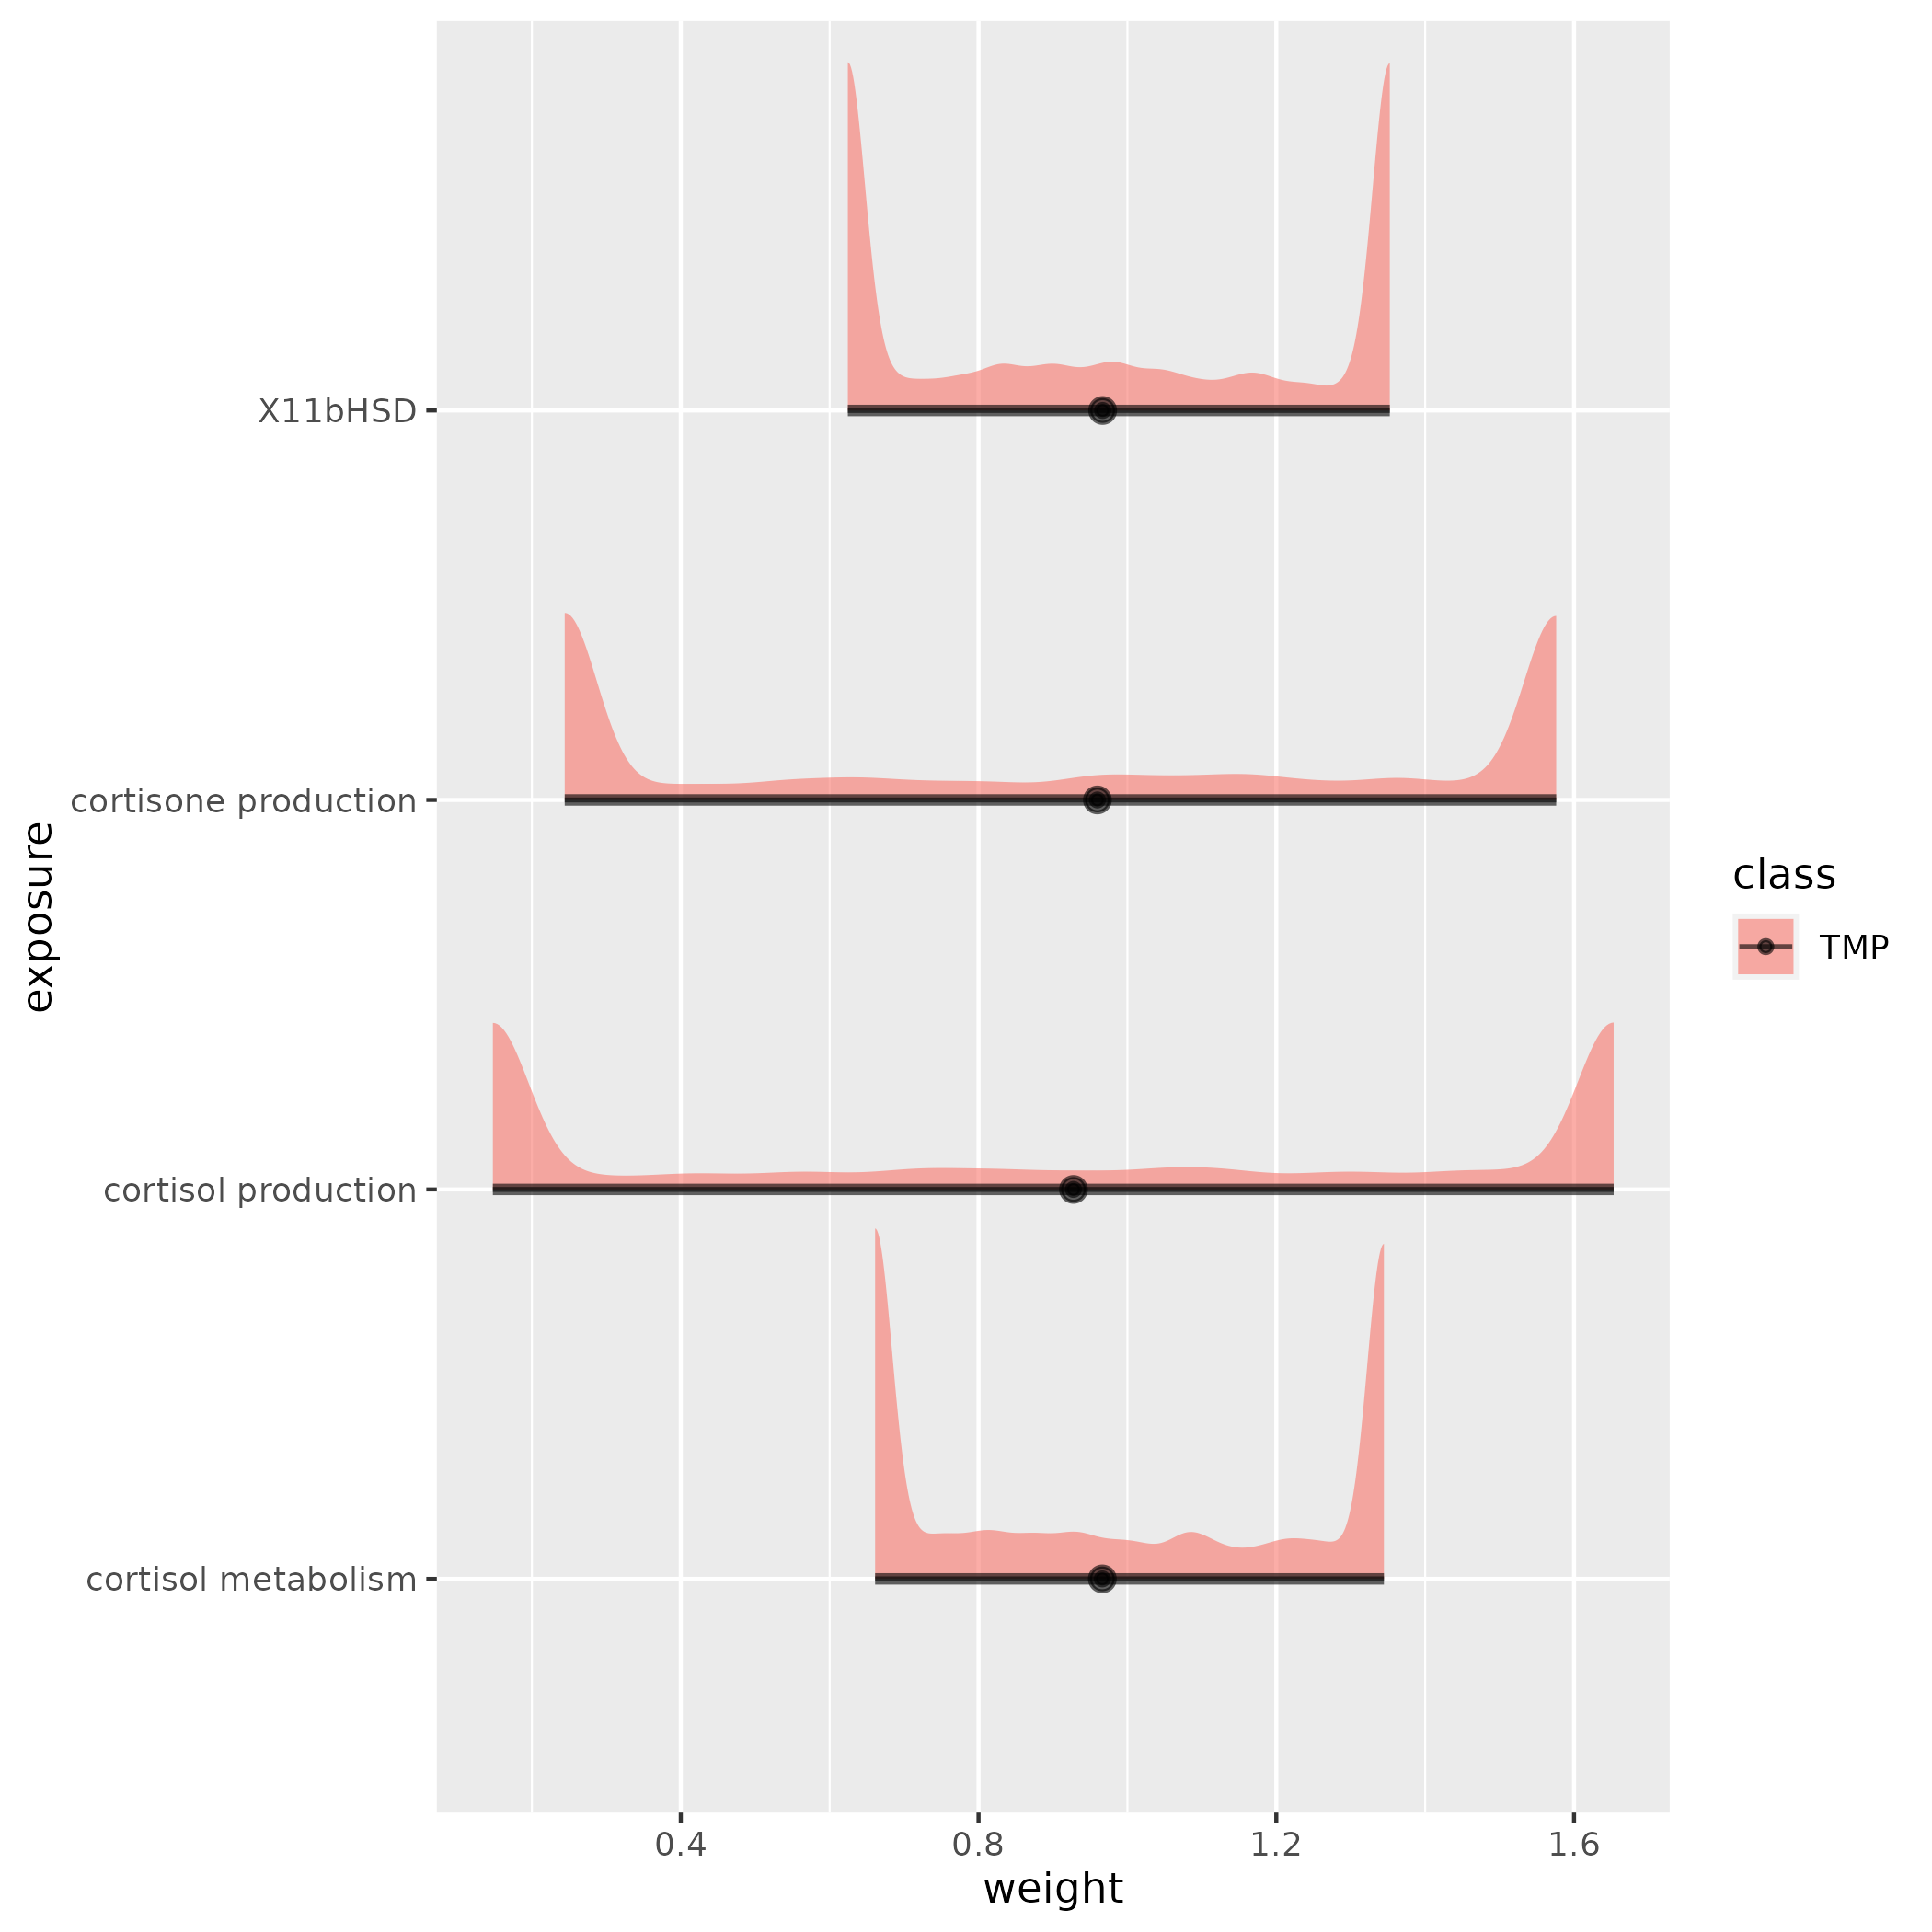 exposure
X11bHSD
cortisone production
cortisol production
cortisol metabolism
0.4 0.8 1.2 1.6
weight
class
TMP